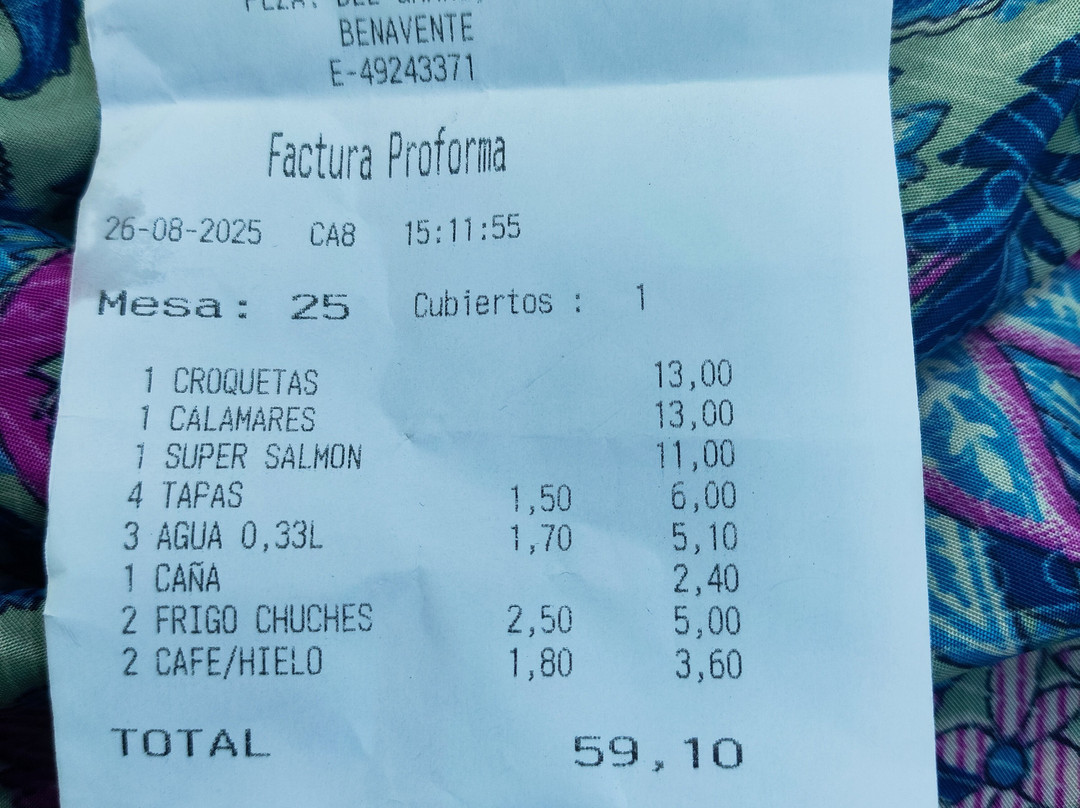 BENAVENTE
E-49243371
Factura Proforma
26-08-2025 CA8 15:11:55
Mesa: 25 Cubiertos : 1
1 CROQUETAS 13,00
1 CALAMARES 13,00
1 SUPER SALMON 11,00
4 TAPAS 1,50 6,00
3 AGUA 0,33L 1,70 5,10
1 CAÑA 2,40
2 FRIGO CHUCHES 2,50 5,00
2 CAFE/HIELO 1,80 3,60
TOTAL 59,10